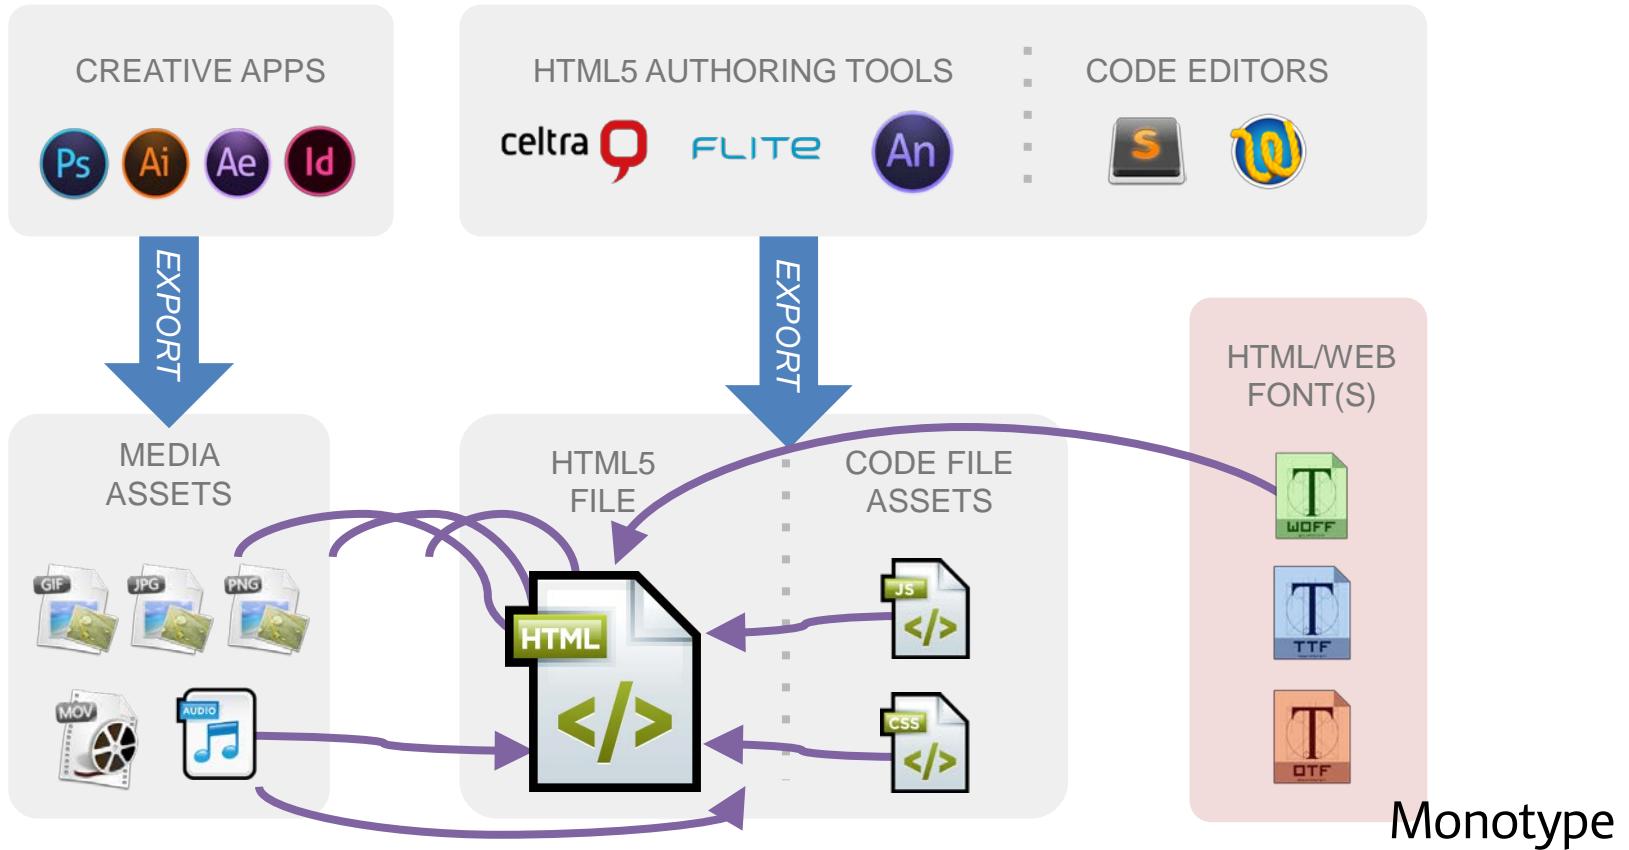 CREATIVE APPS
Ps Ai Ae Id
HTML5 AUTHORING TOOLS
celtra FLITE An
CODE EDITORS
S
EXPORT
EXPORT
MEDIA
ASSETS
GIF JPG PNG
MOV AUDIO
HTML5
FILE
HTML
</>
CODE FILE
ASSETS
JS
</>
CSS
</>
HTML/WEB
FONT(S)
T
WOFF
T
TTF
T
OTF
Monotype